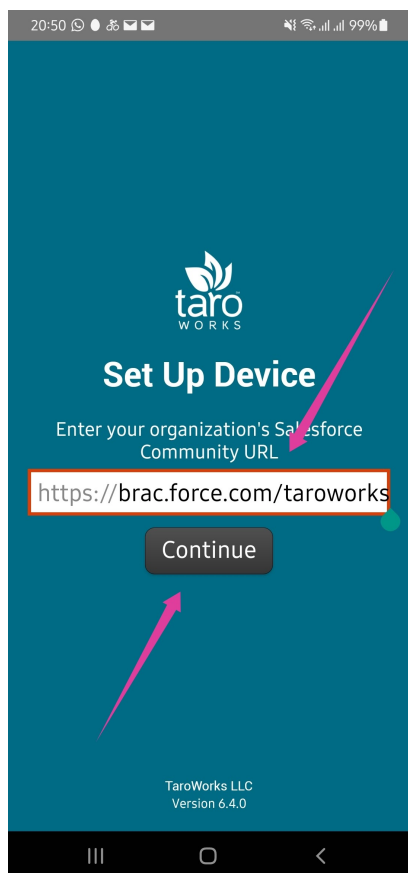 20:50 99%
taro
WORKS
Set Up Device
Enter your organization's Salesforce
Community URL
https://brac.force.com/taroworks
Continue
TaroWorks LLC
Version 6.4.0